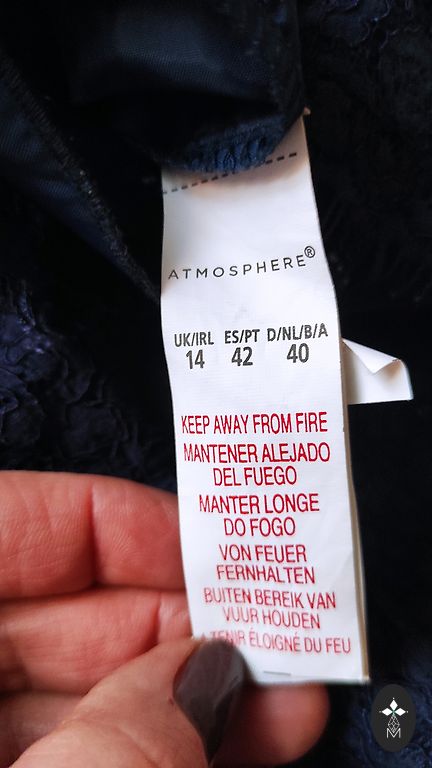 ATMOSPHERE®
UK/IRL ES/PT D/NL/B/A
14 42 40
KEEP AWAY FROM FIRE
MANTENER ALEJADO
DEL FUEGO
MANTER LONGE
DO FOGO
VON FEUER
FERNHALTEN
BUITEN BEREIK VAN
VUUR HOUDEN
A TENIR ÉLOIGNÉ DU FEU
M